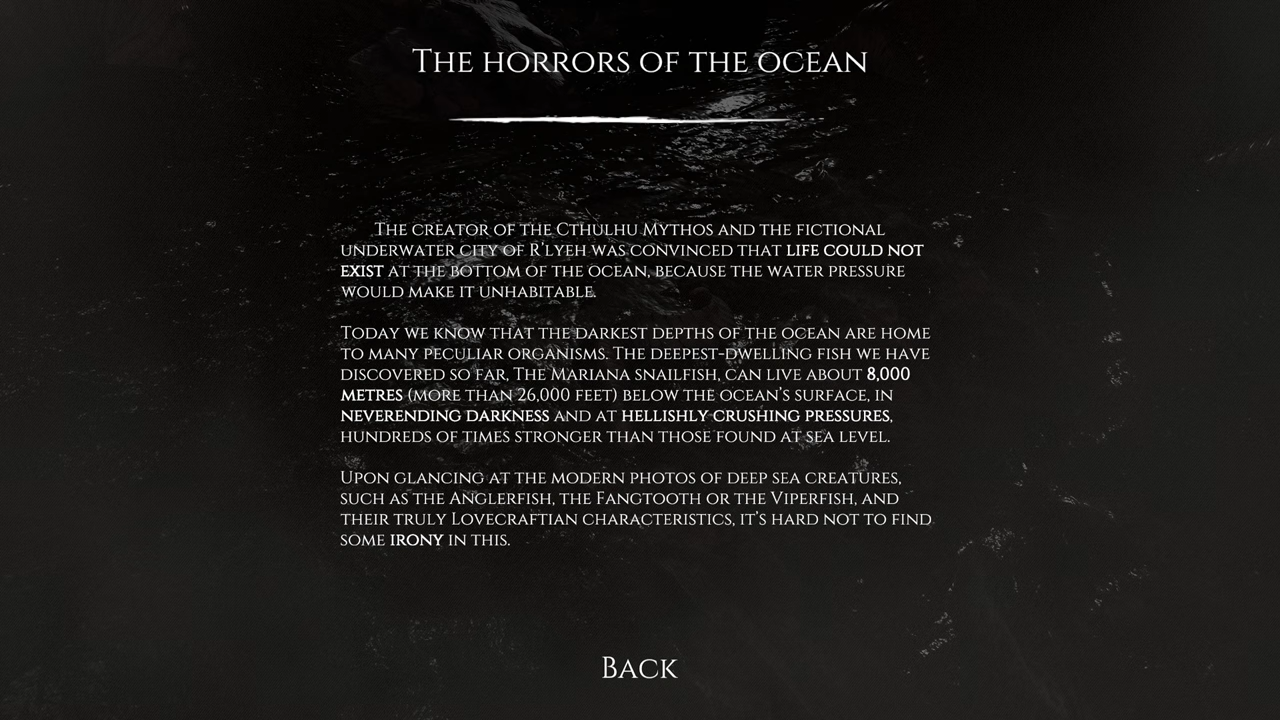 The horrors of the ocean
The creator of the Cthulhu Mythos and the fictional
underwater city of R'lyeh was convinced that life could not
exist at the bottom of the ocean, because the water pressure
would make it unhabitable.
Today we know that the darkest depths of the ocean are home
to many peculiar organisms. The deepest-dwelling fish we have
discovered so far, The Mariana snailfish, can live about 8,000
metres (more than 26,000 feet) below the ocean's surface, in
neverending darkness and at hellishly crushing pressures,
hundreds of times stronger than those found at sea level.
Upon glancing at the modern photos of deep sea creatures,
such as the Anglerfish, the Fangtooth or the Viperfish, and
their truly Lovecraftian characteristics, it's hard not to find
some irony in this.
Back